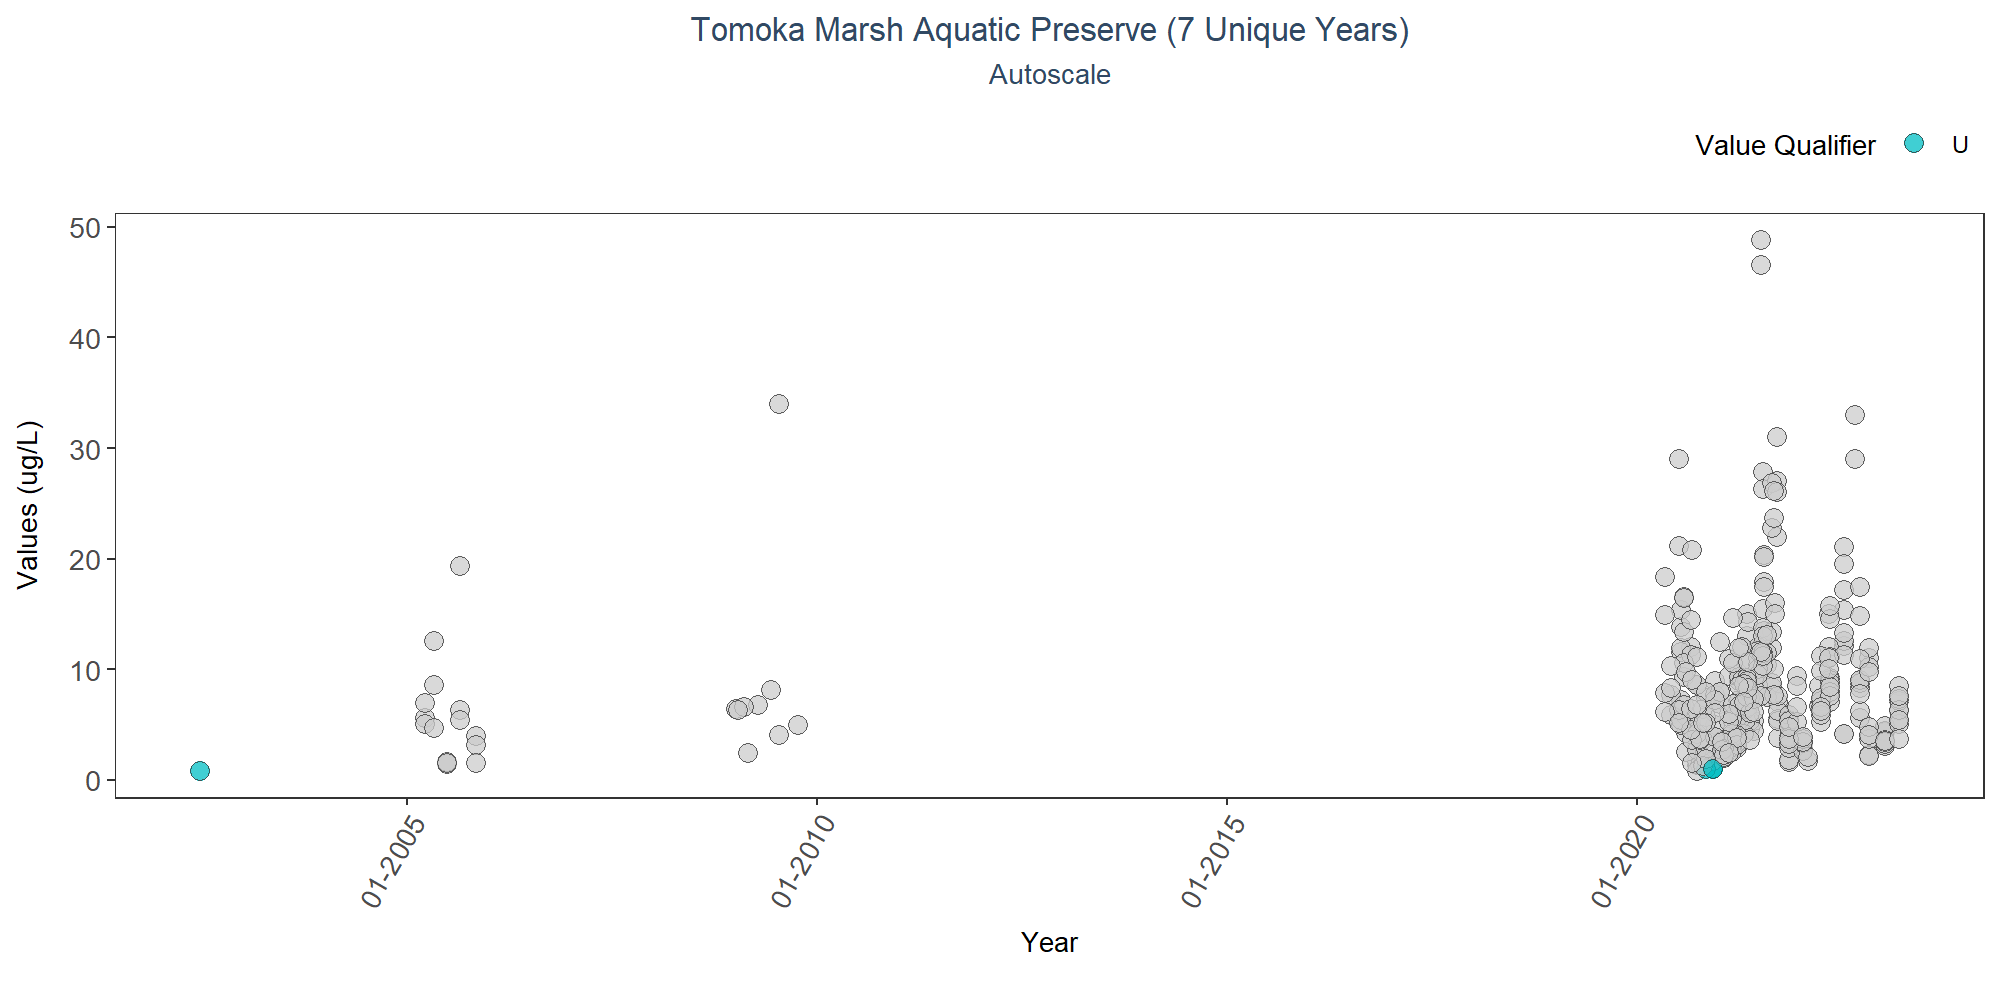 Tomoka Marsh Aquatic Preserve (7 Unique Years)
Autoscale
Value Qualifier U
Values (ug/L)
50
40
30
20
10
0
01-2005 01-2010 01-2015 01-2020
Year